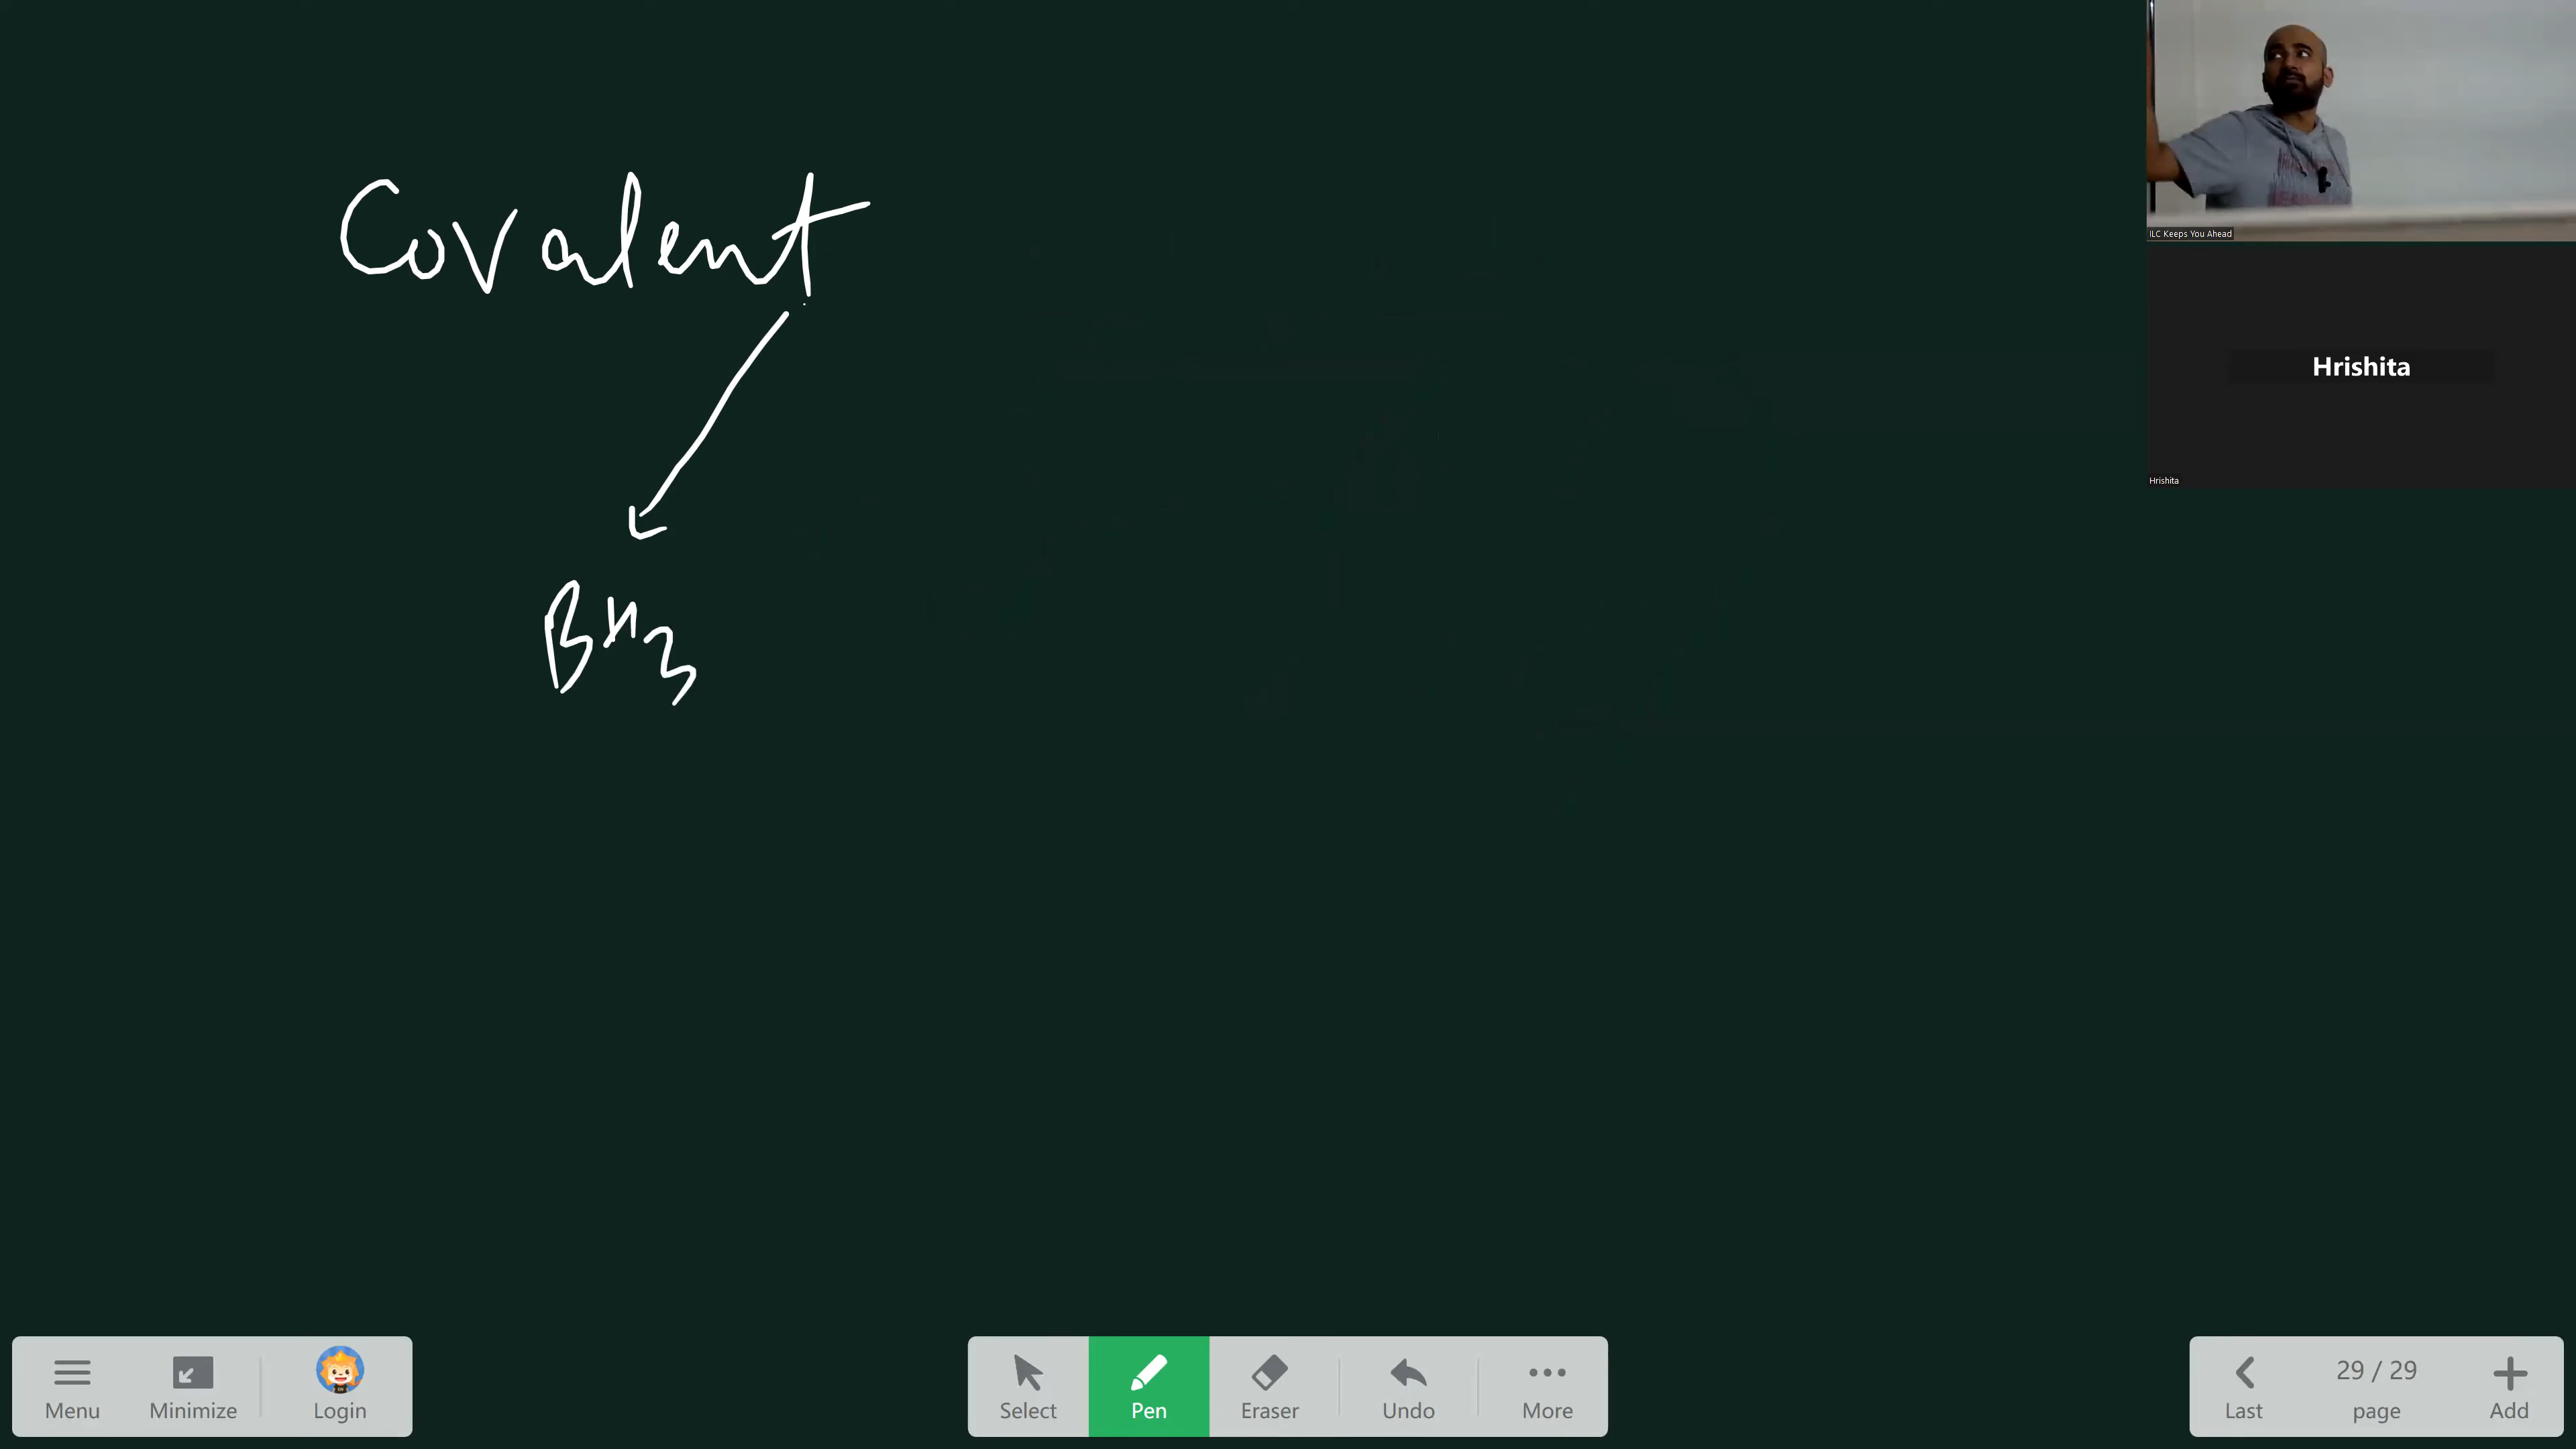 Covalent
BH3
ILC Keeps You Ahead
Hrishita
Hrishita
Menu
Minimize
Login
Select
Pen
Eraser
Undo
More
Last
29 / 29
page
Add